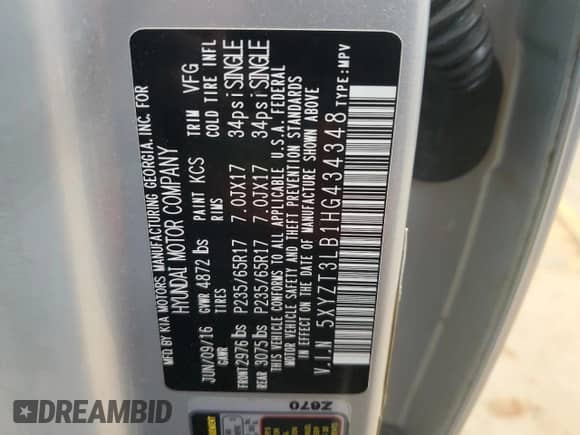 MFD BY KIA MOTORS MANUFACTURING GEORGIA, INC. FOR
HYUNDAI MOTOR COMPANY
JUN/09/16 GVWR 4872 lbs PAINT KCS TRIM VFG
GAWR TIRES RIMS COLD TIRE INFL
FRONT 2976 lbs P235/65R17 7.0JX17 34psi SINGLE
REAR 3075 lbs P235/65R17 7.0JX17 34psi SINGLE
THIS VEHICLE CONFORMS TO ALL APPLICABLE U.S.A. FEDERAL
MOTOR VEHICLE SAFETY AND THEFT PREVENTION STANDARDS
IN EFFECT ON THE DATE OF MANUFACTURE SHOWN ABOVE.
V.I.N 5XYZT3LB1HG434348 TYPE:MPV
Z670
DREAMBID